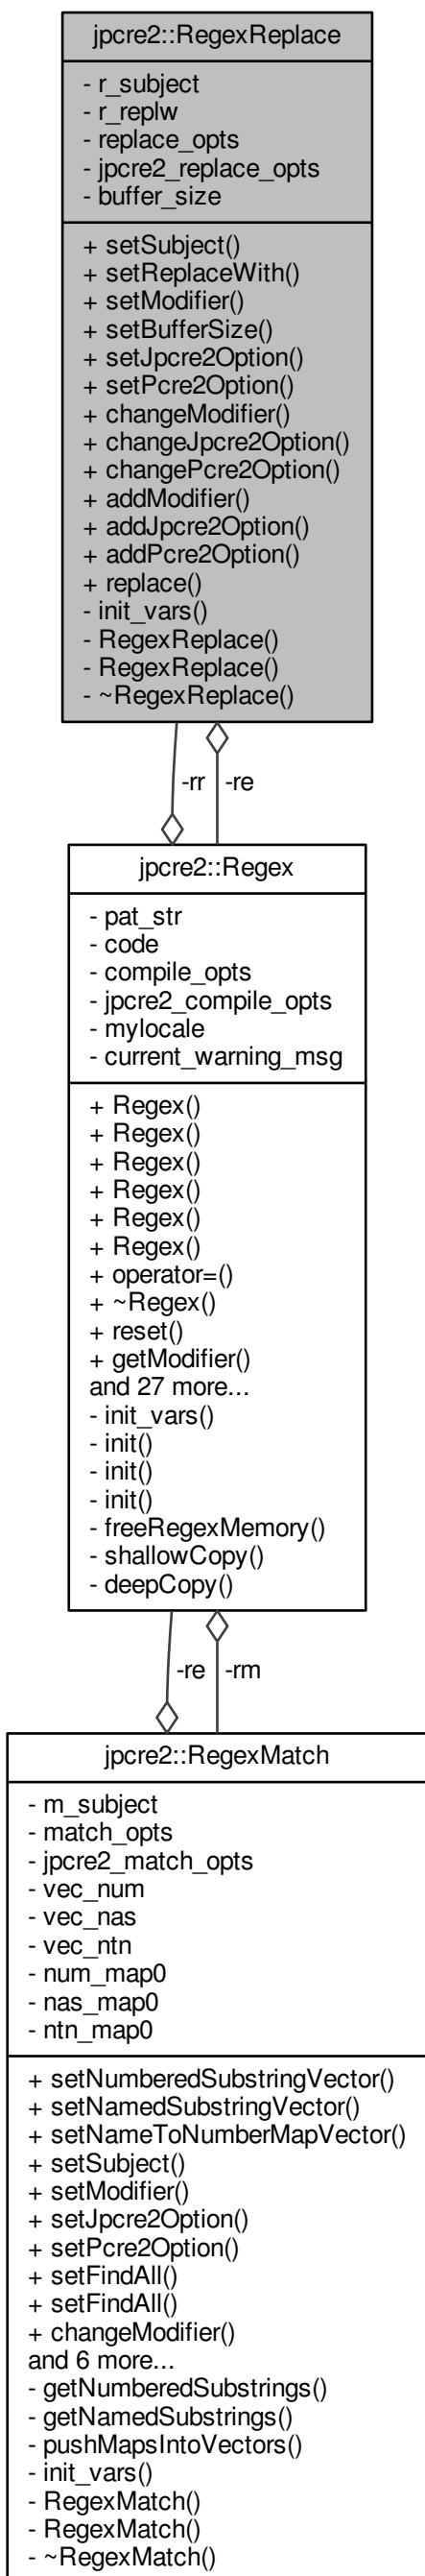 jpcre2::RegexReplace
- r_subject
- r_replw
- replace_opts
- jpcre2_replace_opts
- buffer_size
+ setSubject()
+ setReplaceWith()
+ setModifier()
+ setBufferSize()
+ setJpcre2Option()
+ setPcre2Option()
+ changeModifier()
+ changeJpcre2Option()
+ changePcre2Option()
+ addModifier()
+ addJpcre2Option()
+ addPcre2Option()
+ replace()
- init_vars()
- RegexReplace()
- RegexReplace()
- ~RegexReplace()
-rr -re
jpcre2::Regex
- pat_str
- code
- compile_opts
- jpcre2_compile_opts
- mylocale
- current_warning_msg
+ Regex()
+ Regex()
+ Regex()
+ Regex()
+ Regex()
+ Regex()
+ operator=()
+ ~Regex()
+ reset()
+ getModifier()
and 27 more...
- init_vars()
- init()
- init()
- init()
- freeRegexMemory()
- shallowCopy()
- deepCopy()
-re -rm
jpcre2::RegexMatch
- m_subject
- match_opts
- jpcre2_match_opts
- vec_num
- vec_nas
- vec_ntn
- num_map0
- nas_map0
- ntn_map0
+ setNumberedSubstringVector()
+ setNamedSubstringVector()
+ setNameToNumberMapVector()
+ setSubject()
+ setModifier()
+ setJpcre2Option()
+ setPcre2Option()
+ setFindAll()
+ setFindAll()
+ changeModifier()
and 6 more...
- getNumberedSubstrings()
- getNamedSubstrings()
- pushMapsIntoVectors()
- init_vars()
- RegexMatch()
- RegexMatch()
- ~RegexMatch()